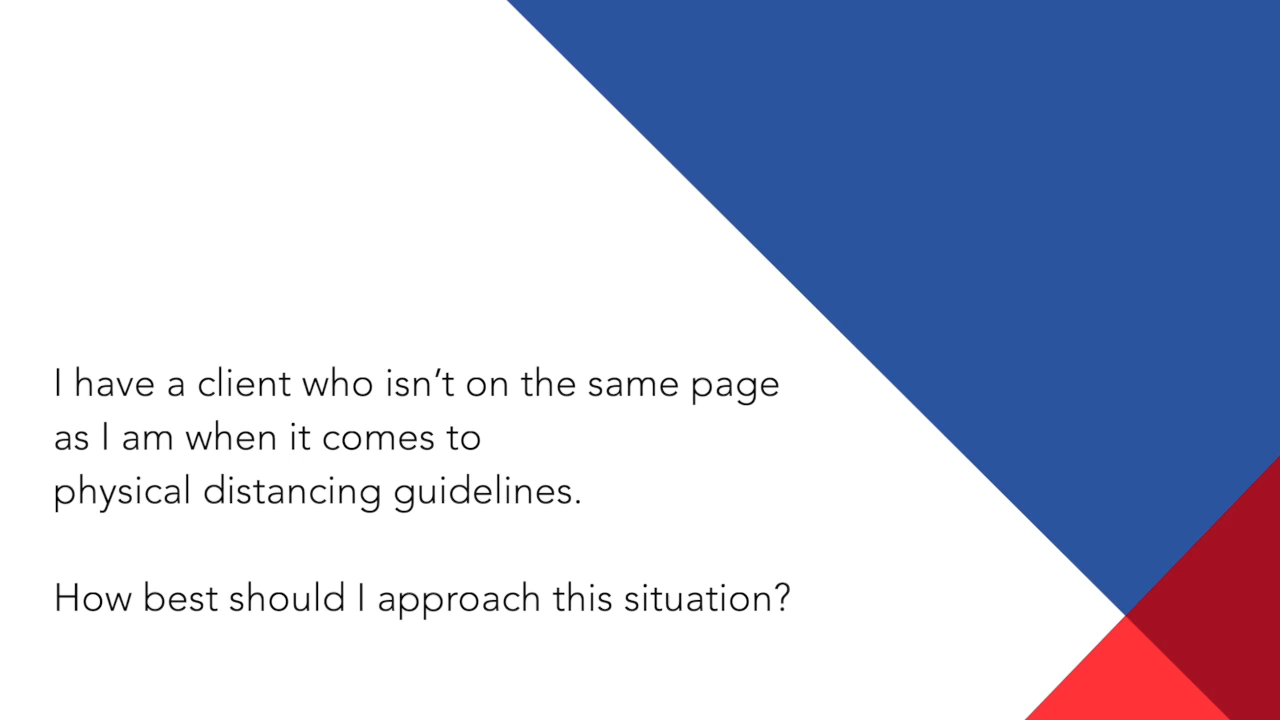 I have a client who isn’t on the same page
as I am when it comes to
physical distancing guidelines.
How best should I approach this situation?